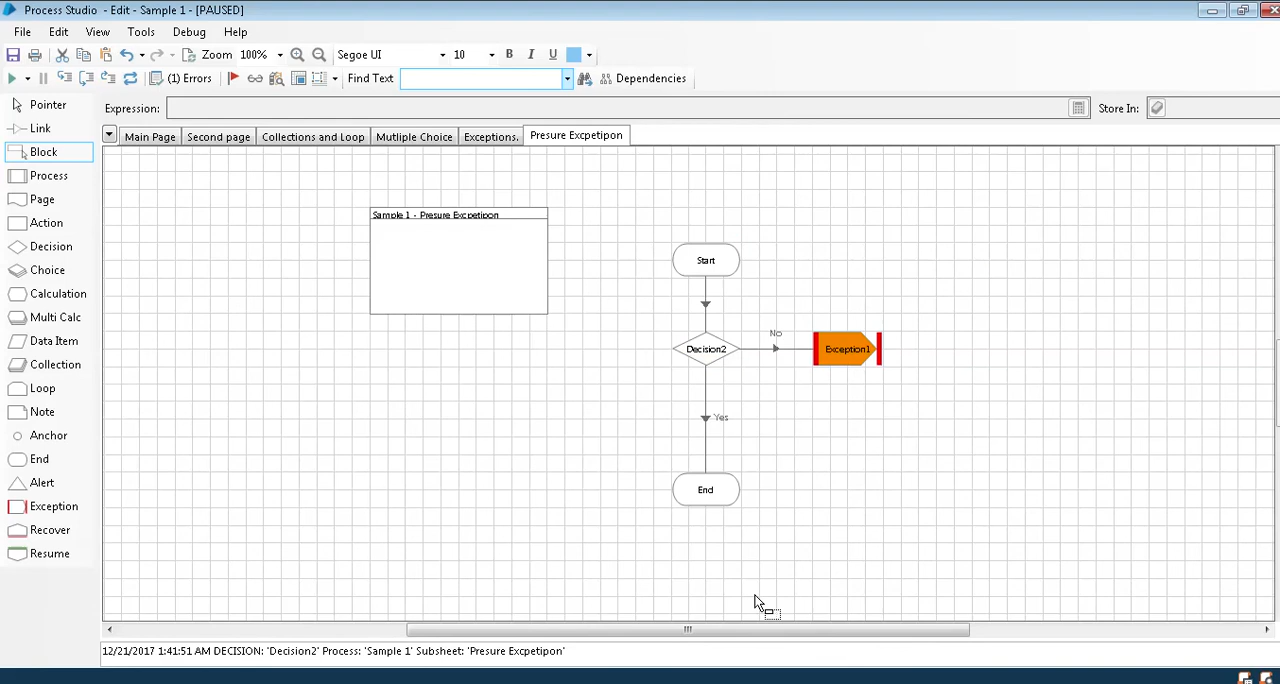 Process Studio - Edit - Sample 1 - [PAUSED]
File Edit View Tools Debug Help
Zoom 100% Segoe UI 10 B I U
(1) Errors Find Text Dependencies
Expression: Store In:
Pointer
Link
Block
Process
Page
Action
Decision
Choice
Calculation
Multi Calc
Data Item
Collection
Loop
Note
Anchor
End
Alert
Exception
Recover
Resume
Main Page Second page Collections and Loop Mutliple Choice Exceptions. Presure Excpetipon
Sample 1 - Presure Excpetipon
Start
Decision2
No
Exception1
Yes
End
12/21/2017 1:41:51 AM DECISION: 'Decision2' Process: 'Sample 1' Subsheet: 'Presure Excpetipon'